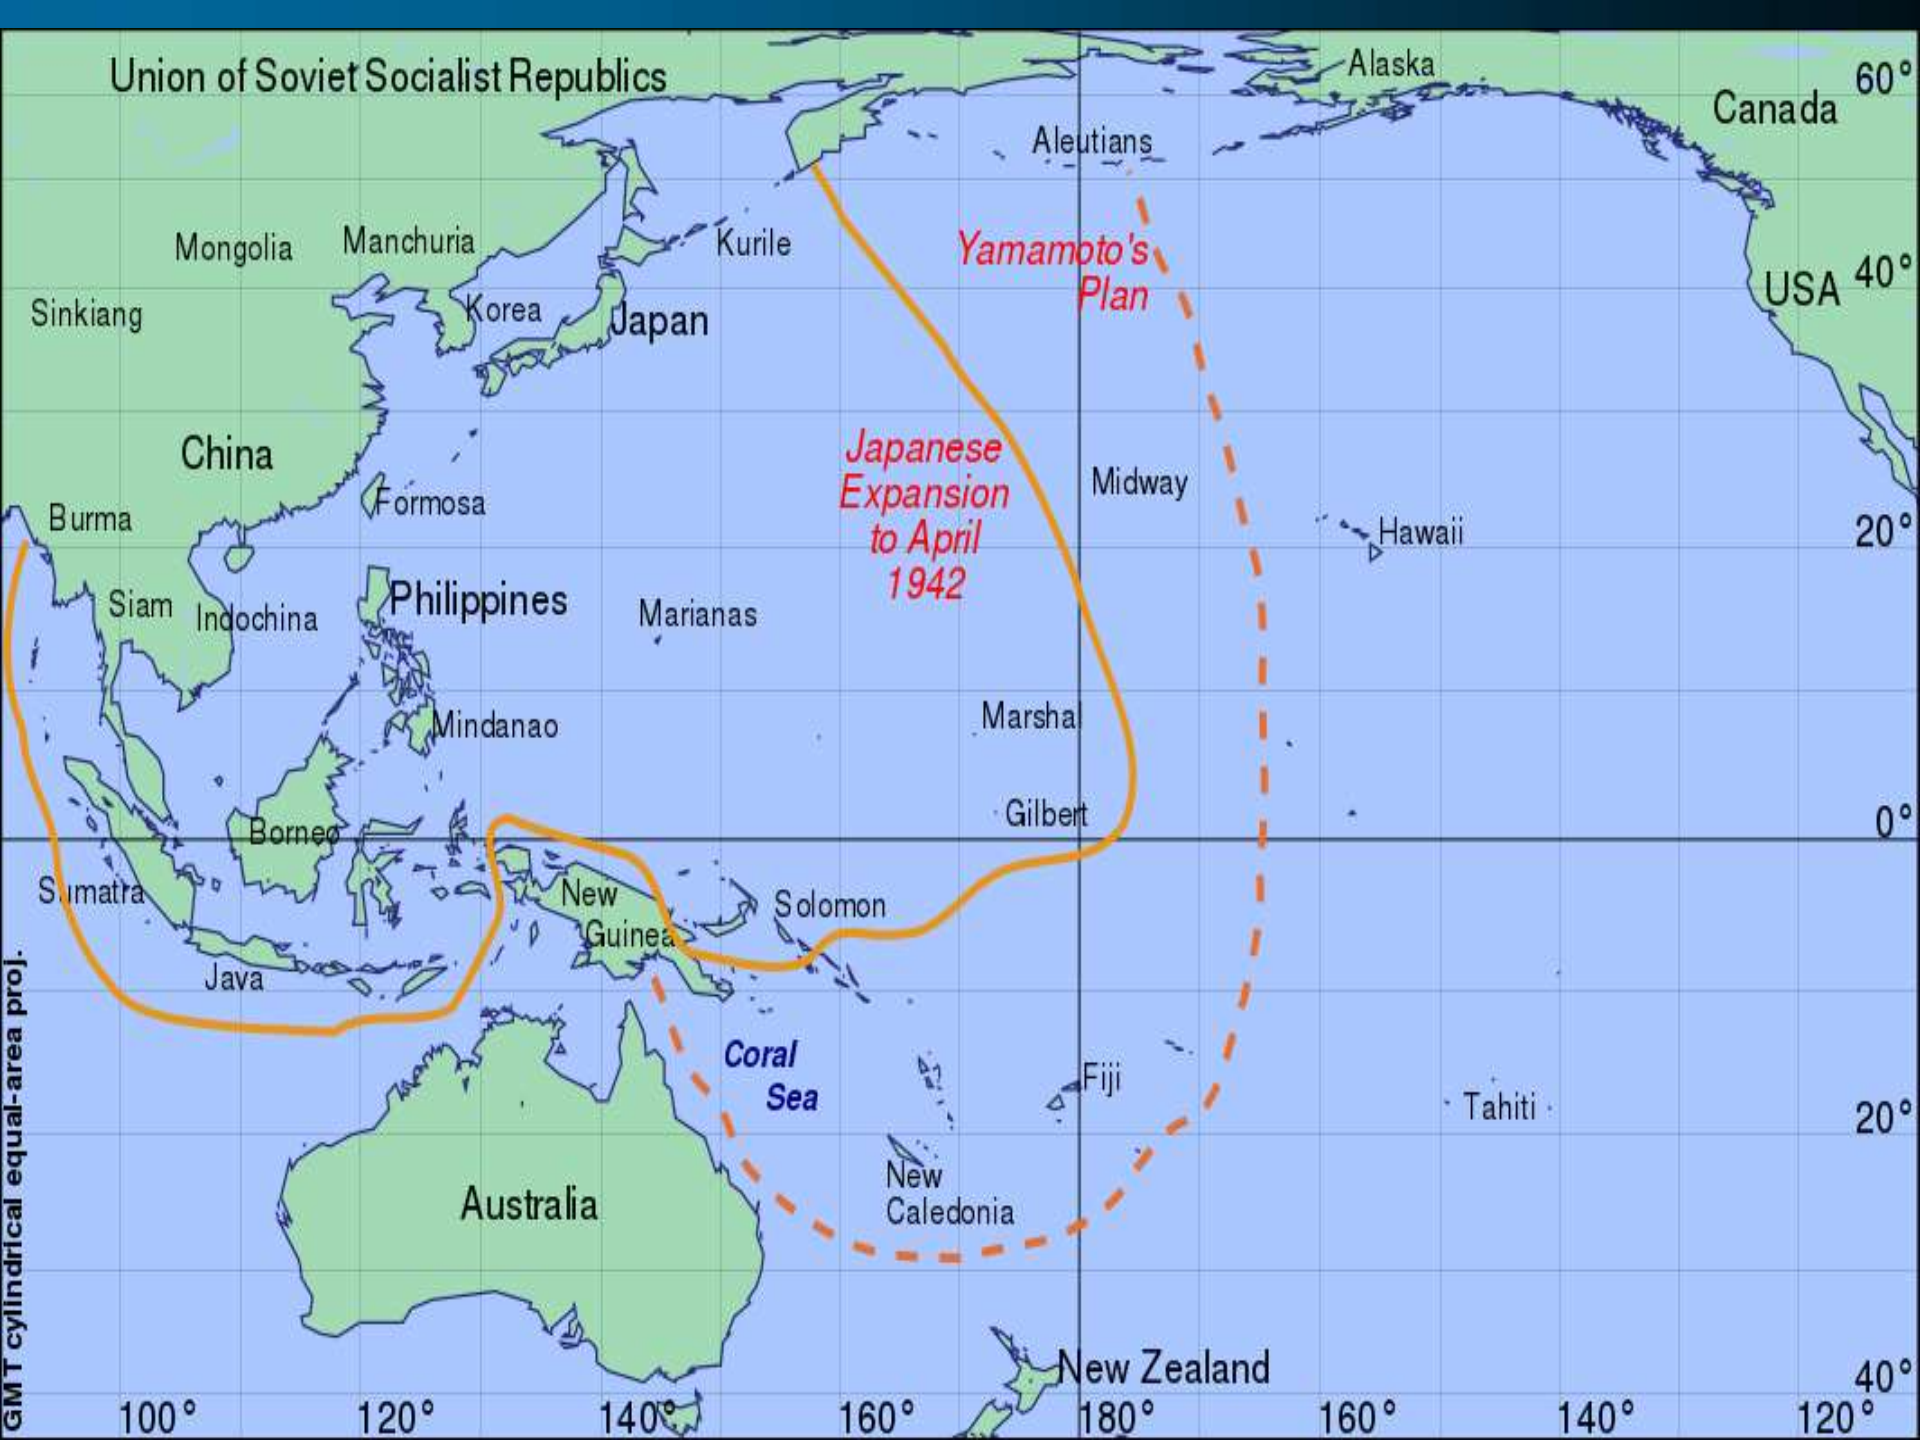 Union of Soviet Socialist Republics
Alaska
60°
Canada
Aleutians
Mongolia
Manchuria
Kurile
Yamamoto's
Plan
40°
USA
Sinkiang
Korea
Japan
Japanese
Expansion
to April
1942
China
Midway
Formosa
Burma
Hawaii
20°
Siam
Indochina
Philippines
Marianas
Mindanao
Marshal
Gilbert
0°
Borneo
Sumatra
New
Guinea
Solomon
Java
Coral
Sea
Fiji
Tahiti
20°
New
Caledonia
Australia
New Zealand
40°
100°
120°
140°
160°
180°
160°
140°
120°
GMT cylindrical equal-area proj.